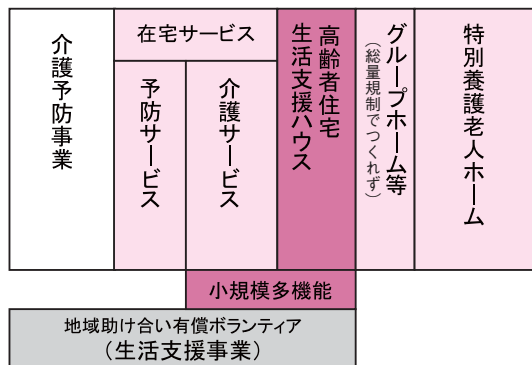 介護予防事業
在宅サービス
予防サービス
介護サービス
高齢者住宅
生活支援ハウス
グループホーム等
（総量規制でつくれず）
特別養護老人ホーム
小規模多機能
地域助け合い有償ボランティア
（生活支援事業）